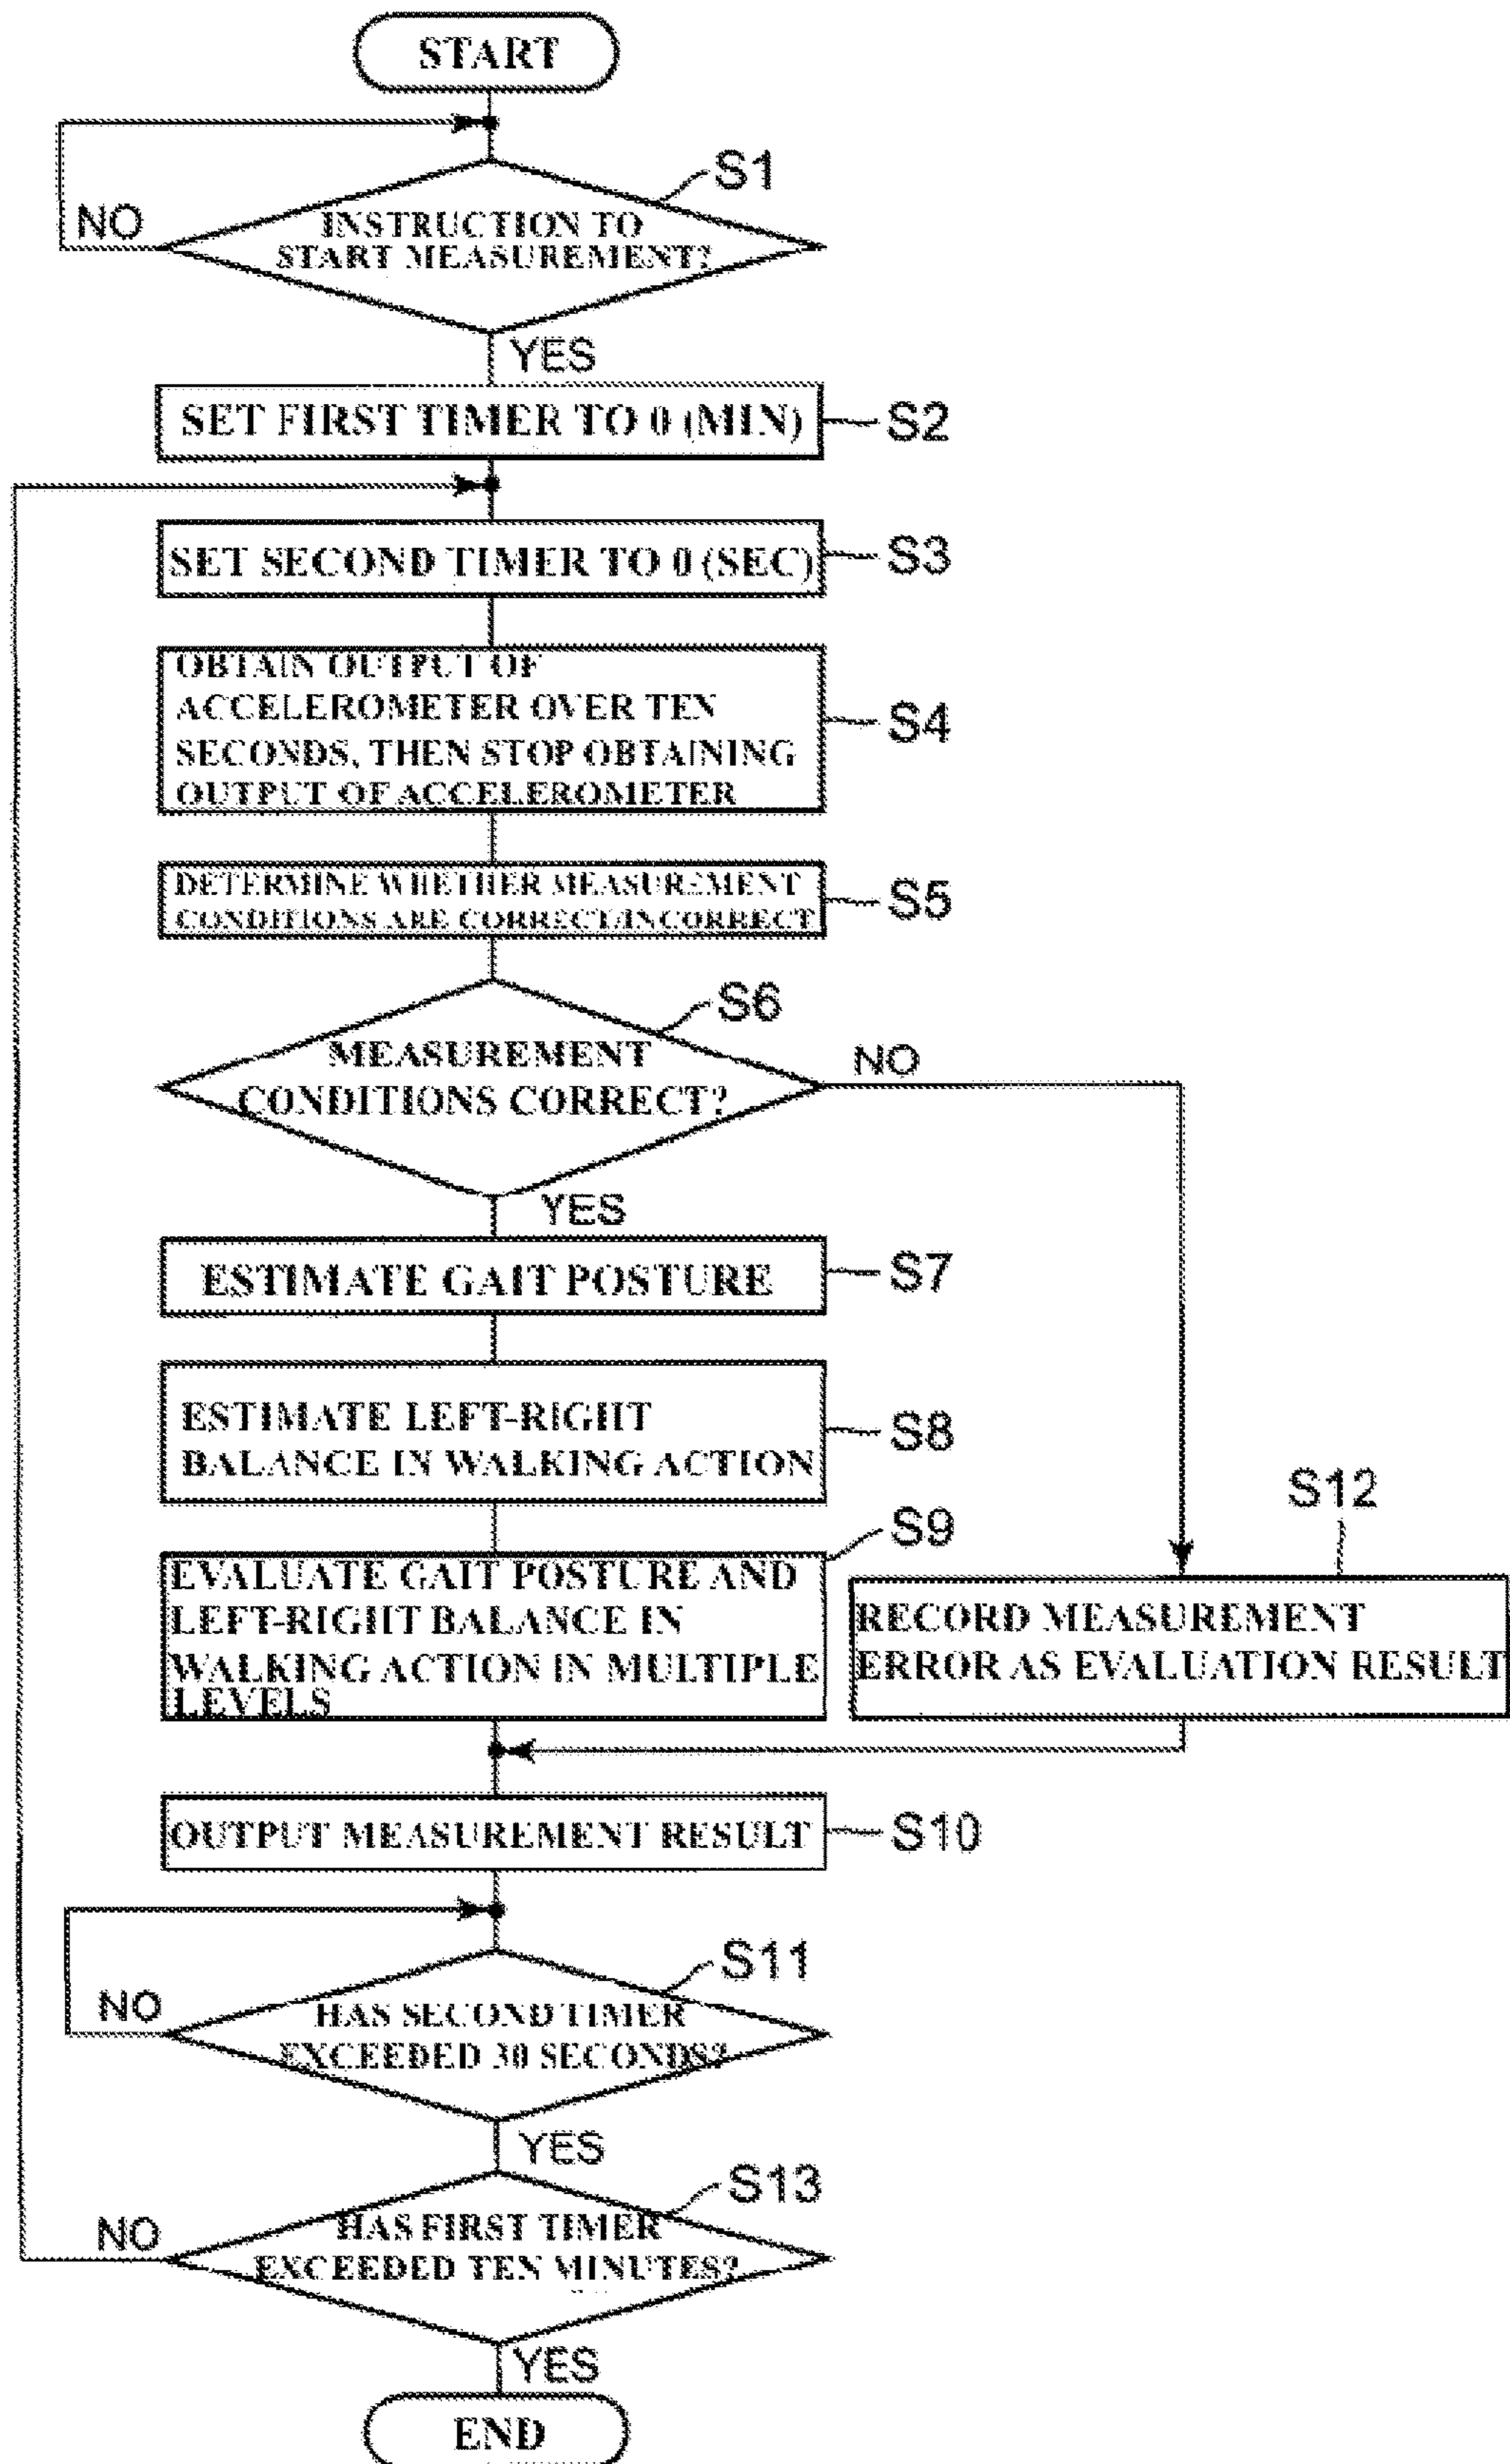 START
S1
NO
INSTRUCTION TO
START MEASUREMENT?
YES
SET FIRST TIMER TO 0 (MIN)
S2
SET SECOND TIMER TO 0 (SEC)
S3
OBTAIN OUTPUT OF
ACCELEROMETER OVER TEN
SECONDS, THEN STOP OBTAINING
OUTPUT OF ACCELEROMETER
S4
DETERMINE WHETHER MEASUREMENT
CONDITIONS ARE CORRECT/INCORRECT
S5
S6
MEASUREMENT
CONDITIONS CORRECT?
NO
YES
ESTIMATE GAIT POSTURE
S7
ESTIMATE LEFT-RIGHT
BALANCE IN WALKING ACTION
S8
S9
EVALUATE GAIT POSTURE AND
LEFT-RIGHT BALANCE IN
WALKING ACTION IN MULTIPLE
LEVELS
S12
RECORD MEASUREMENT
ERROR AS EVALUATION RESULT
OUTPUT MEASUREMENT RESULT
S10
S11
NO
HAS SECOND TIMER
EXCEEDED 30 SECONDS?
YES
S13
NO
HAS FIRST TIMER
EXCEEDED TEN MINUTES?
YES
END